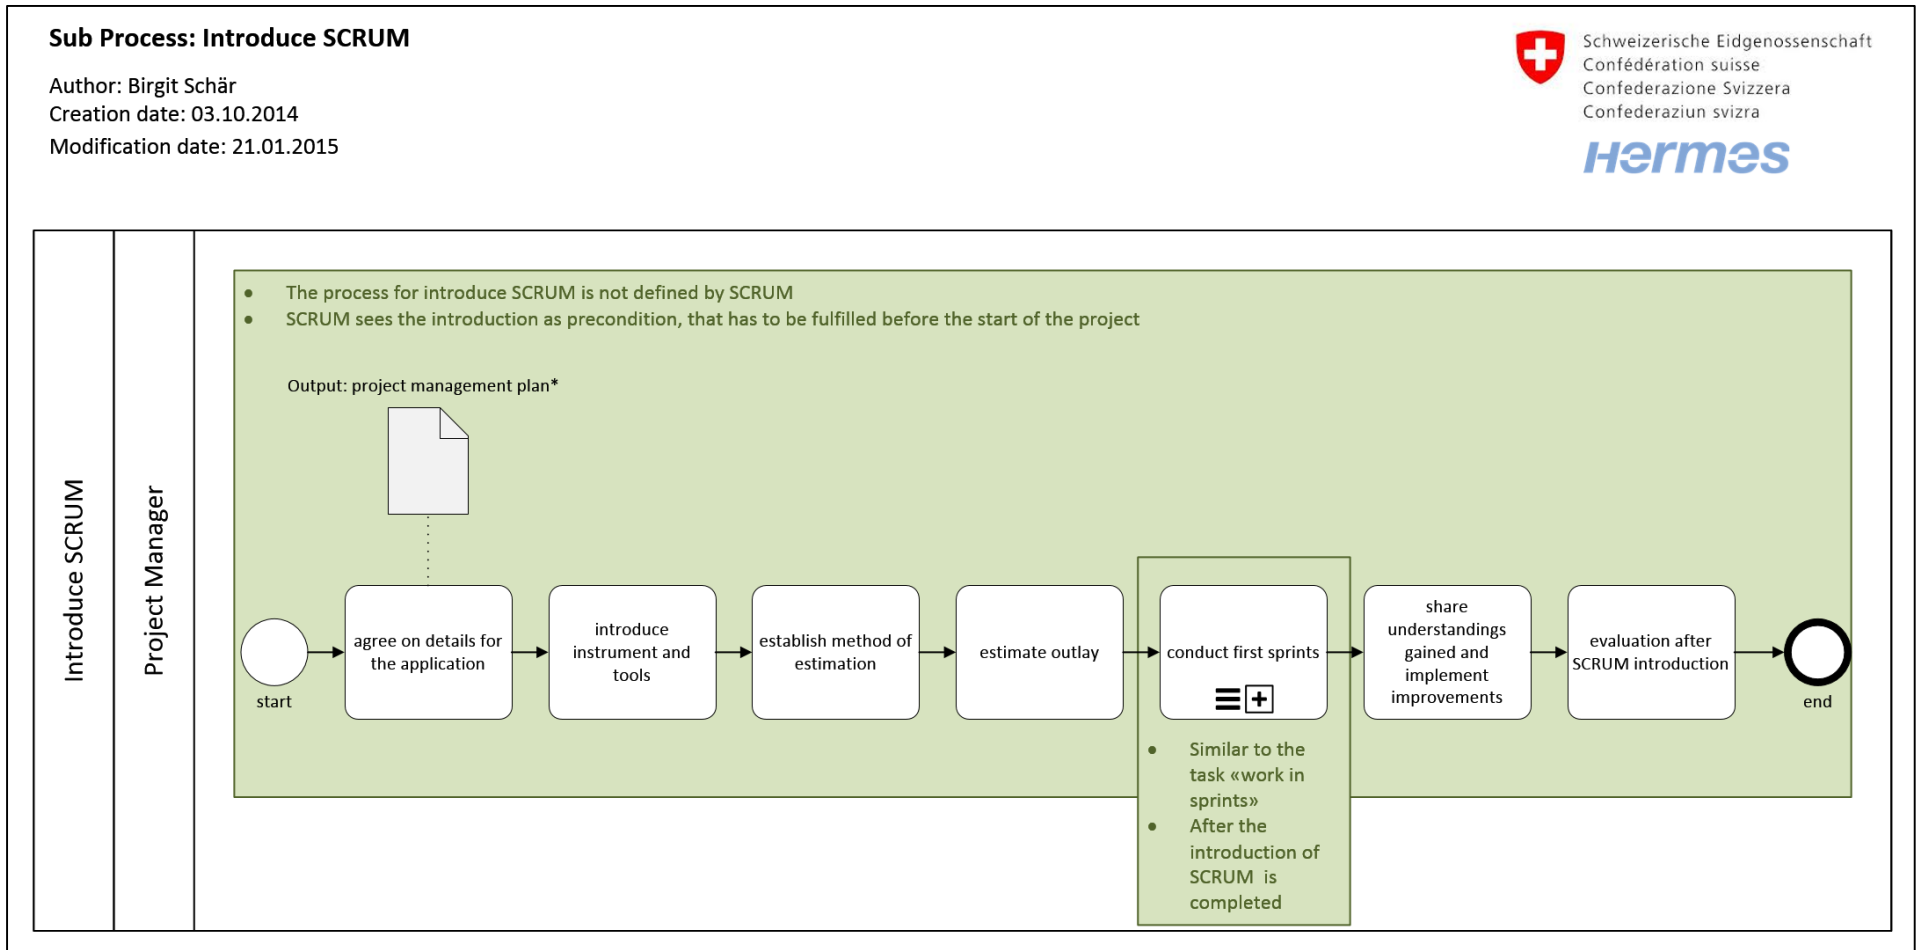 Sub Process: Introduce SCRUM
Author: Birgit Schär
Creation date: 03.10.2014
Modification date: 21.01.2015
Schweizerische Eidgenossenschaft
Confédération suisse
Confederazione Svizzera
Confederaziun svizra
Hermes
Introduce SCRUM
Project Manager
• The process for introduce SCRUM is not defined by SCRUM
• SCRUM sees the introduction as precondition, that has to be fulfilled before the start of the project
Output: project management plan*
start
agree on details for
the application
introduce
instrument and
tools
establish method of
estimation
estimate outlay
conduct first sprints
share
understandings
gained and
implement
improvements
evaluation after
SCRUM introduction
end
• Similar to the
task «work in
sprints»
• After the
introduction of
SCRUM is
completed